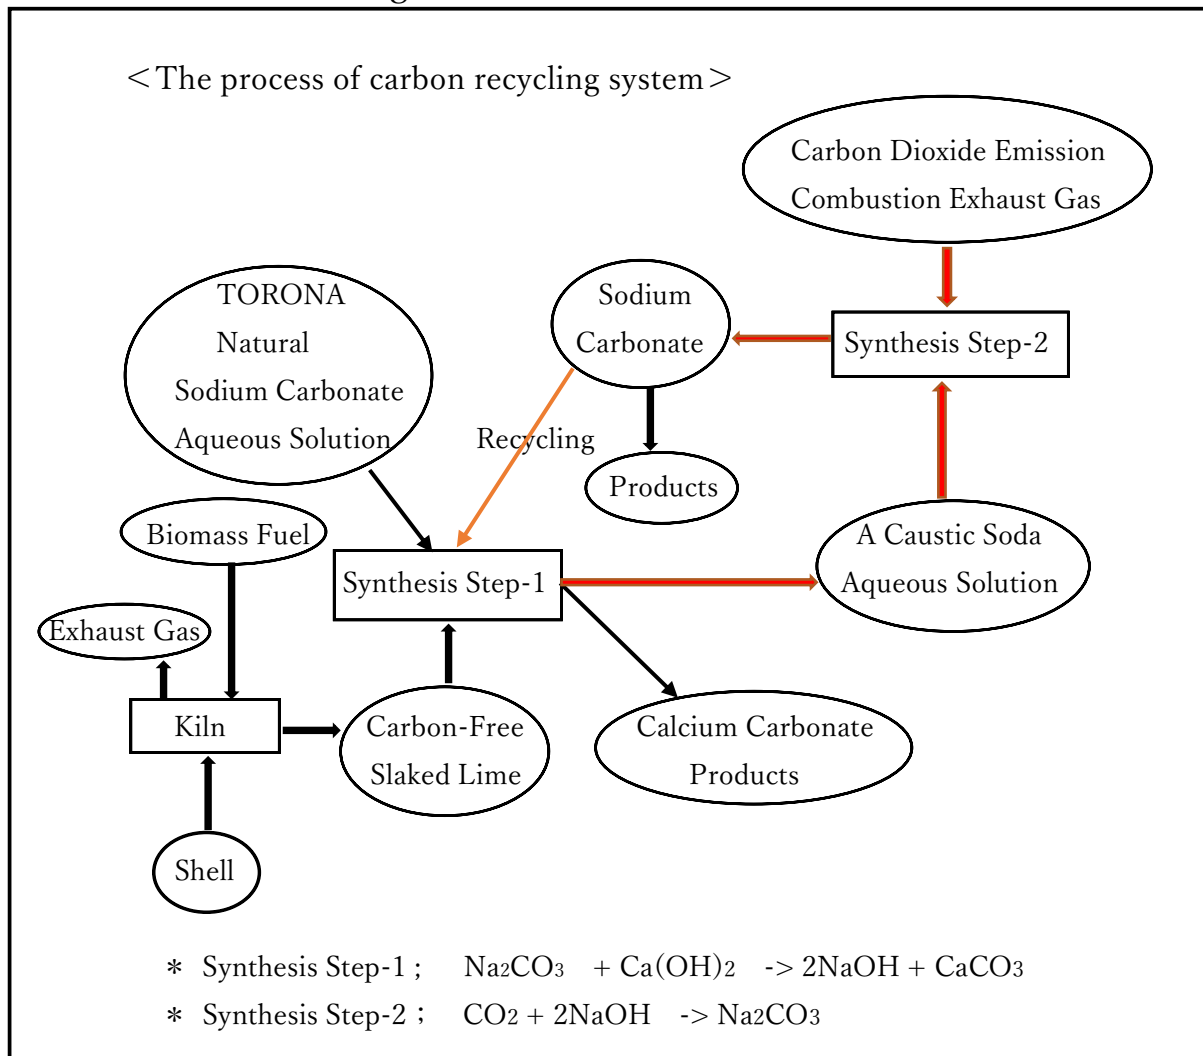 <The process of carbon recycling system>
Carbon Dioxide Emission
Combustion Exhaust Gas
TORONA
Natural
Sodium Carbonate
Aqueous Solution
Sodium
Carbonate
Synthesis Step-2
Recycling
Products
Biomass Fuel
A Caustic Soda
Aqueous Solution
Synthesis Step-1
Exhaust Gas
Kiln
Carbon-Free
Slaked Lime
Calcium Carbonate
Products
Shell
* Synthesis Step-1 ; Na2CO3 + Ca(OH)2 -> 2NaOH + CaCO3
* Synthesis Step-2 ; CO2 + 2NaOH -> Na2CO3